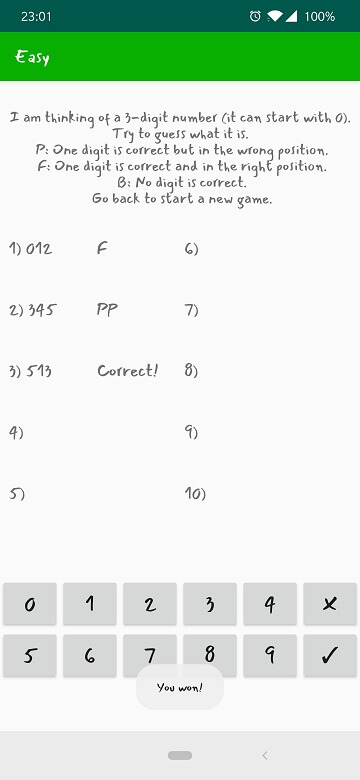 23:01 100%
Easy
I am thinking of a 3-digit number (it can start with 0).
Try to guess what it is.
P: One digit is correct but in the wrong position.
F: One digit is correct and in the right position.
B: No digit is correct.
Go back to start a new game.
1) 012 F 6)
2) 345 PP 7)
3) 513 Correct! 8)
4) 9)
5) 10)
0 1 2 3 4 ✗
5 6 7 8 9 ✓
You won!